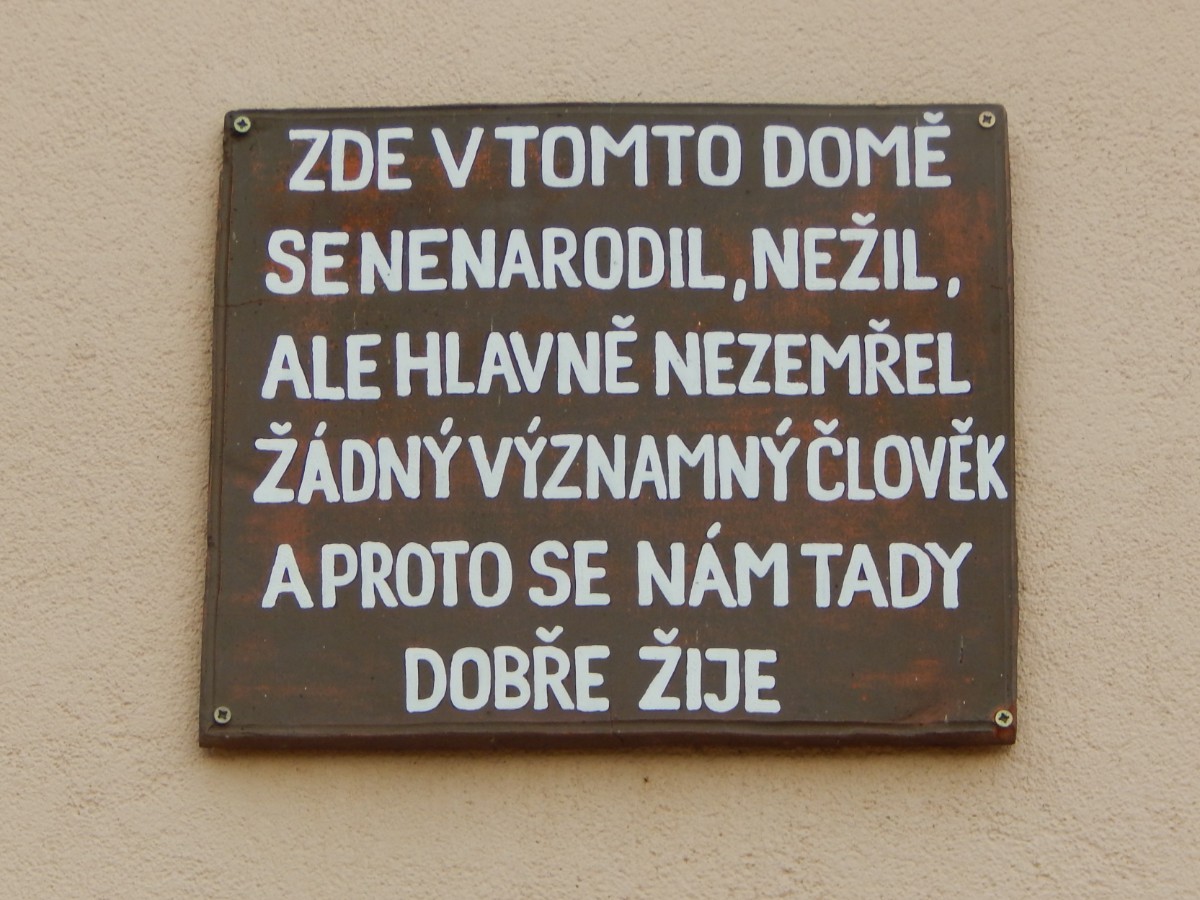 ZDE V TOMTO DOMĚ
SE NENARODIL, NEŽIL,
ALE HLAVNĚ NEZEMŘEL
ŽÁDNÝ VÝZNAMNÝ ČLOVĚK
A PROTO SE NÁM TADY
DOBŘE ŽIJE